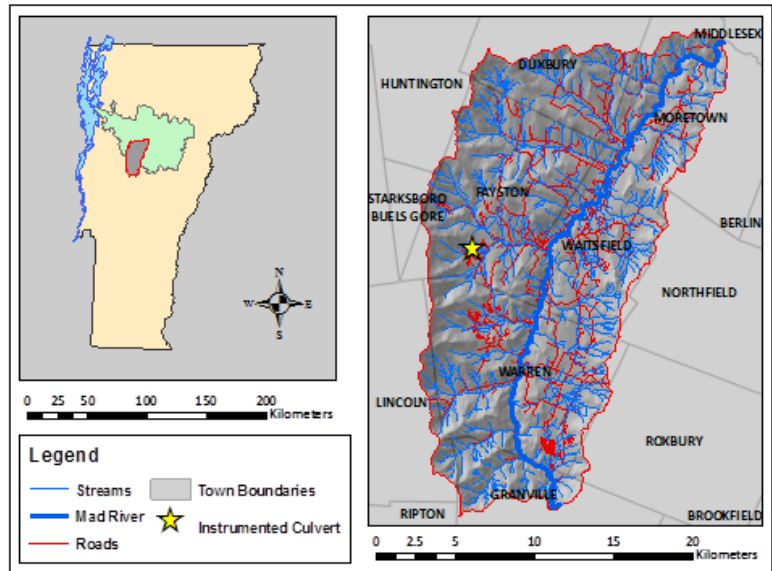 N
W E
S
0 25 50 100 150 200
Kilometers
Legend
Streams
Mad River
Roads
Town Boundaries
Instrumented Culvert
MIDDLESEX
DUXBURY
HUNTINGTON
MORETOWN
FAYSTON
STARKSBORO
BUELS GORE
BERLIN
WAITSFIELD
NORTHFIELD
WARREN
LINCOLN
ROXBURY
GRANVILLE
RIPTON
BROOKFIELD
0 2.5 5 10 15 20
Kilometers